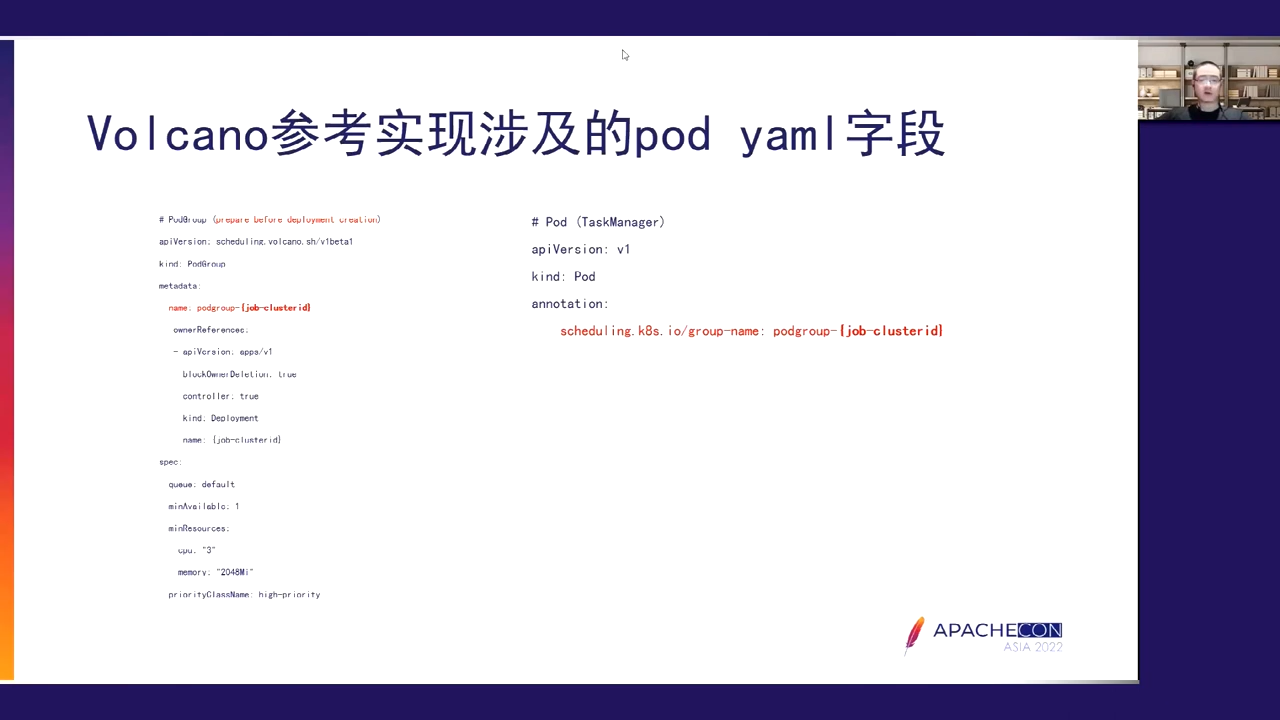 Volcano参考实现涉及的pod yaml字段
# PodGroup (prepare before deployment creation)
apiVersion: scheduling.volcano.sh/v1beta1
kind: PodGroup
metadata:
name: podgroup-{job-clusterid}
ownerReferences:
- apiVersion: apps/v1
blockOwnerDeletion: true
controller: true
kind: Deployment
name: {job-clusterid}
spec:
queue: default
minAvailable: 1
minResources:
cpu: "3"
memory: "2048Mi"
priorityClassName: high-priority
# Pod (TaskManager)
apiVersion: v1
kind: Pod
annotation:
scheduling.k8s.io/group-name: podgroup-{job-clusterid}
APACHECON
ASIA 2022